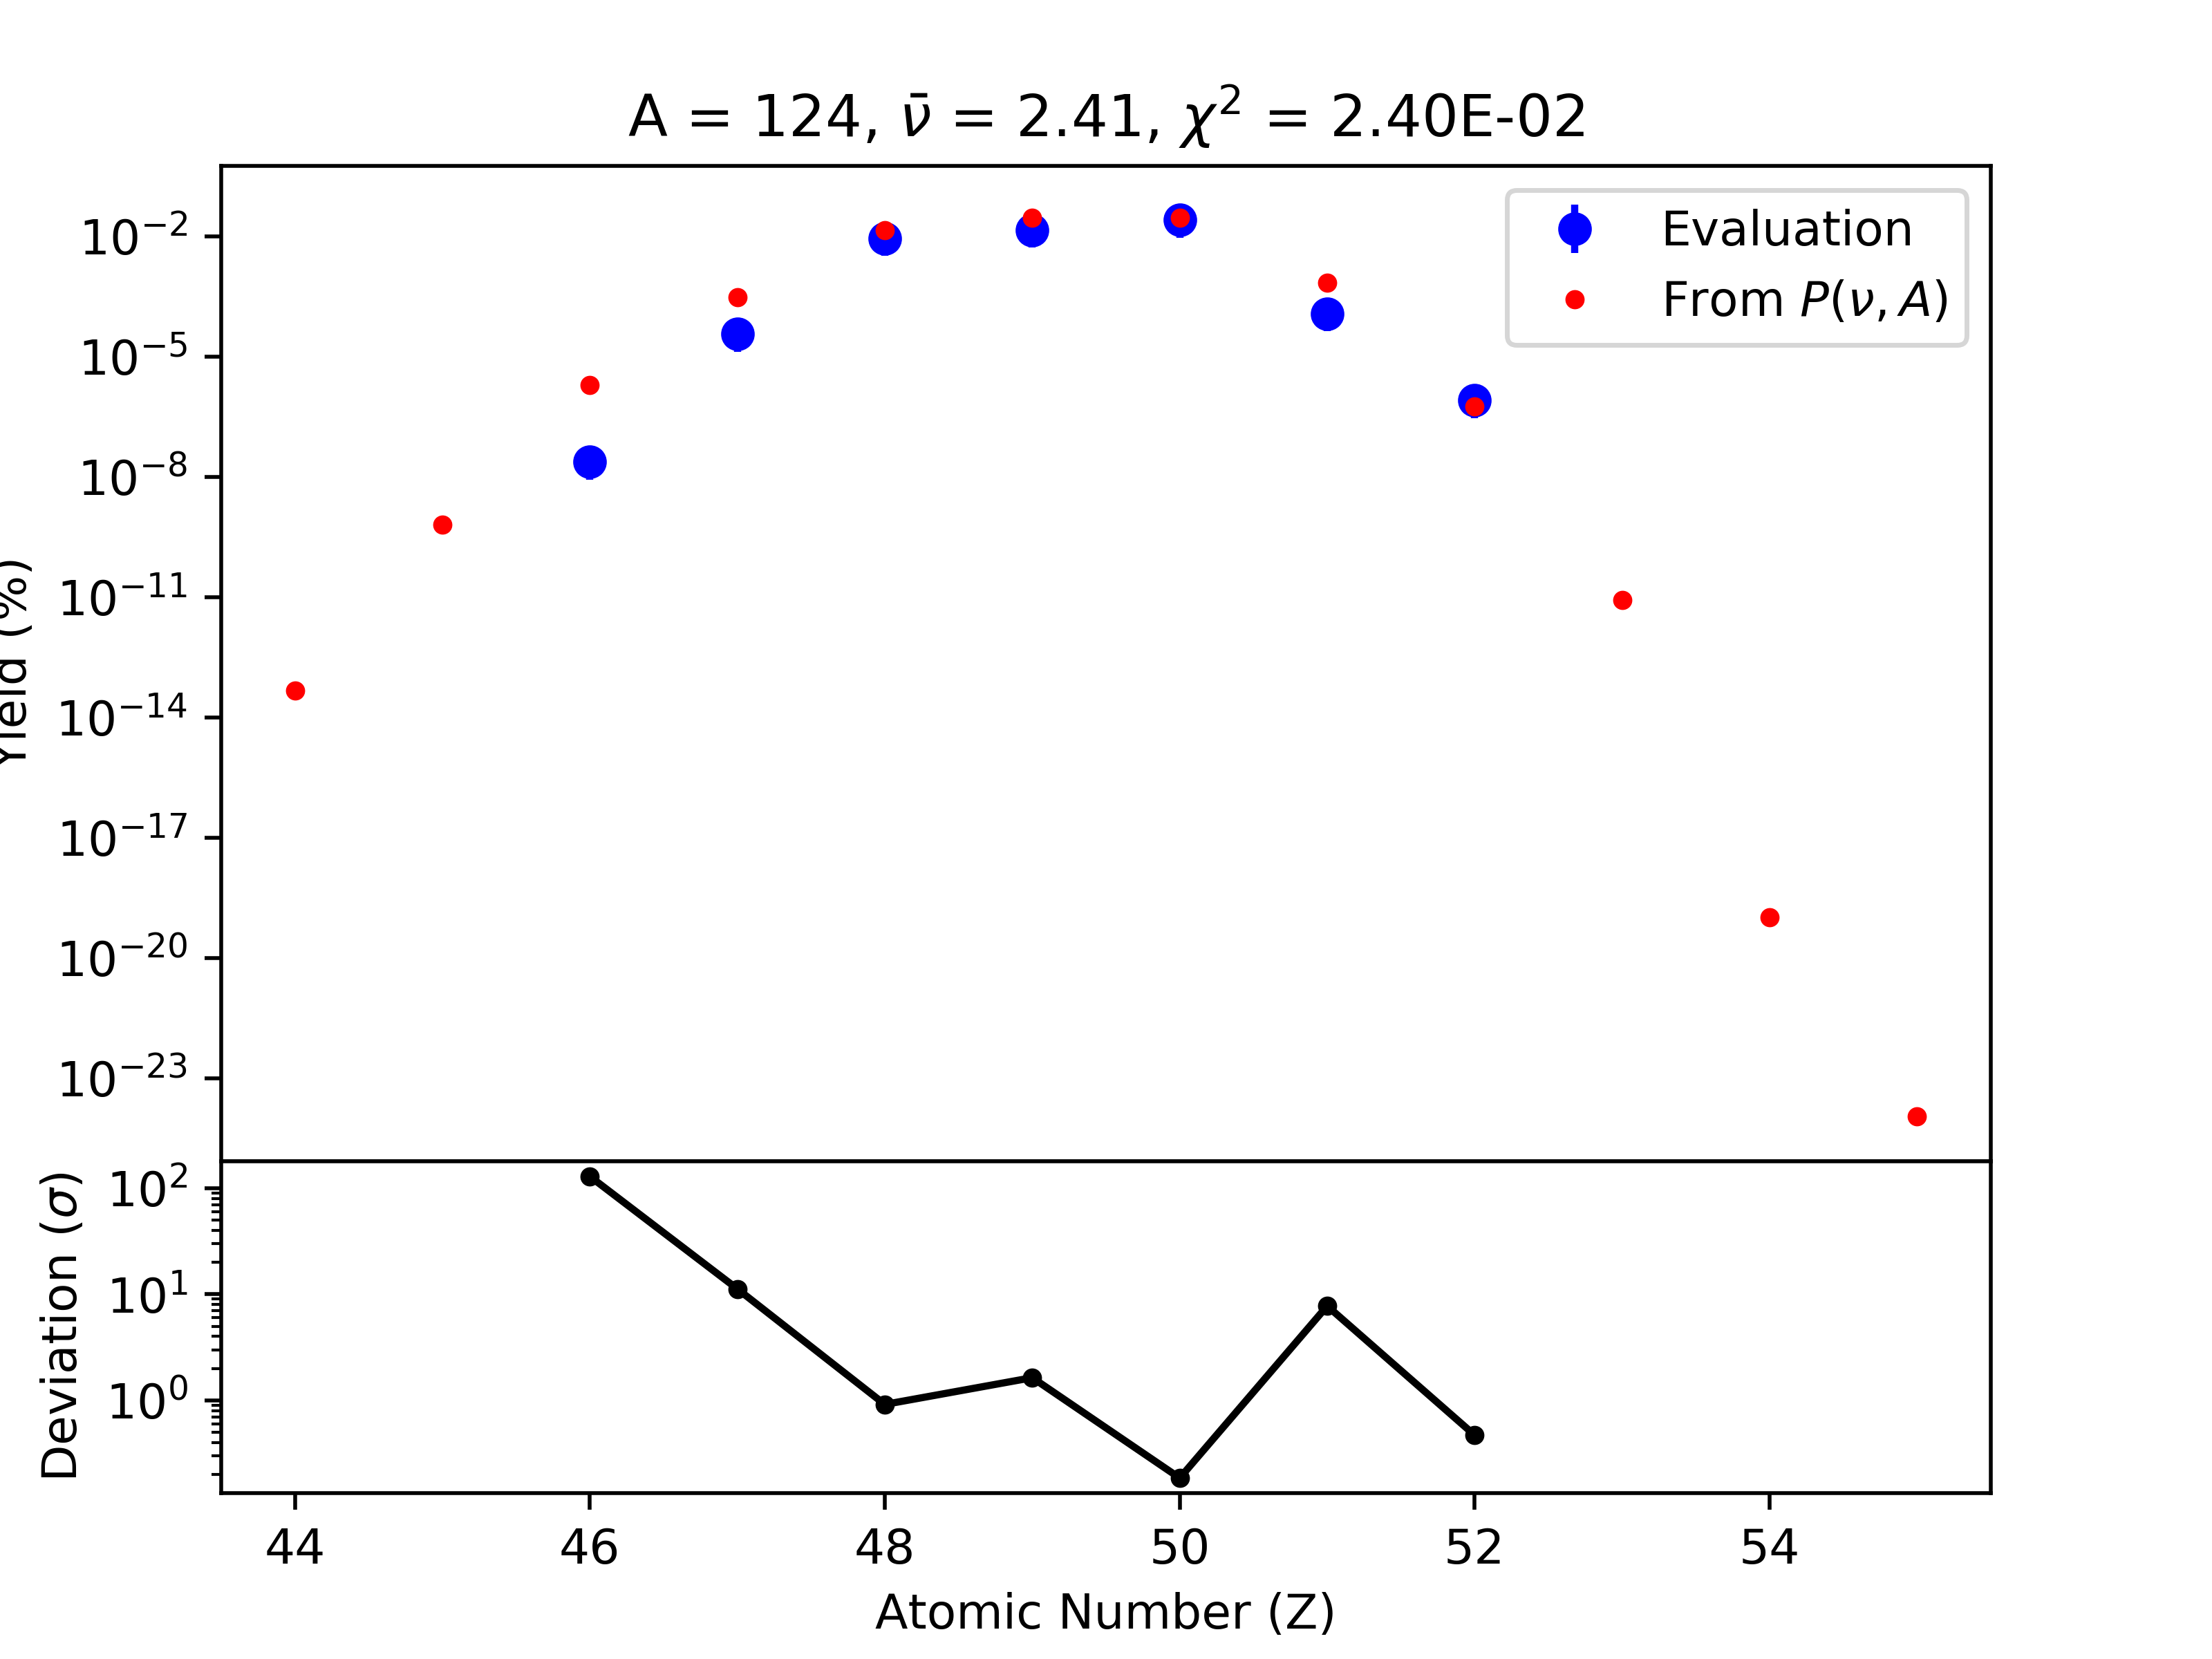 A = 124, ν̄ = 2.41, χ² = 2.40E-02
Evaluation
From P(ν, A)
Yield (%)
10⁻²
10⁻⁵
10⁻⁸
10⁻¹¹
10⁻¹⁴
10⁻¹⁷
10⁻²⁰
10⁻²³
Deviation (σ)
10²
10¹
10⁰
44 46 48 50 52 54
Atomic Number (Z)